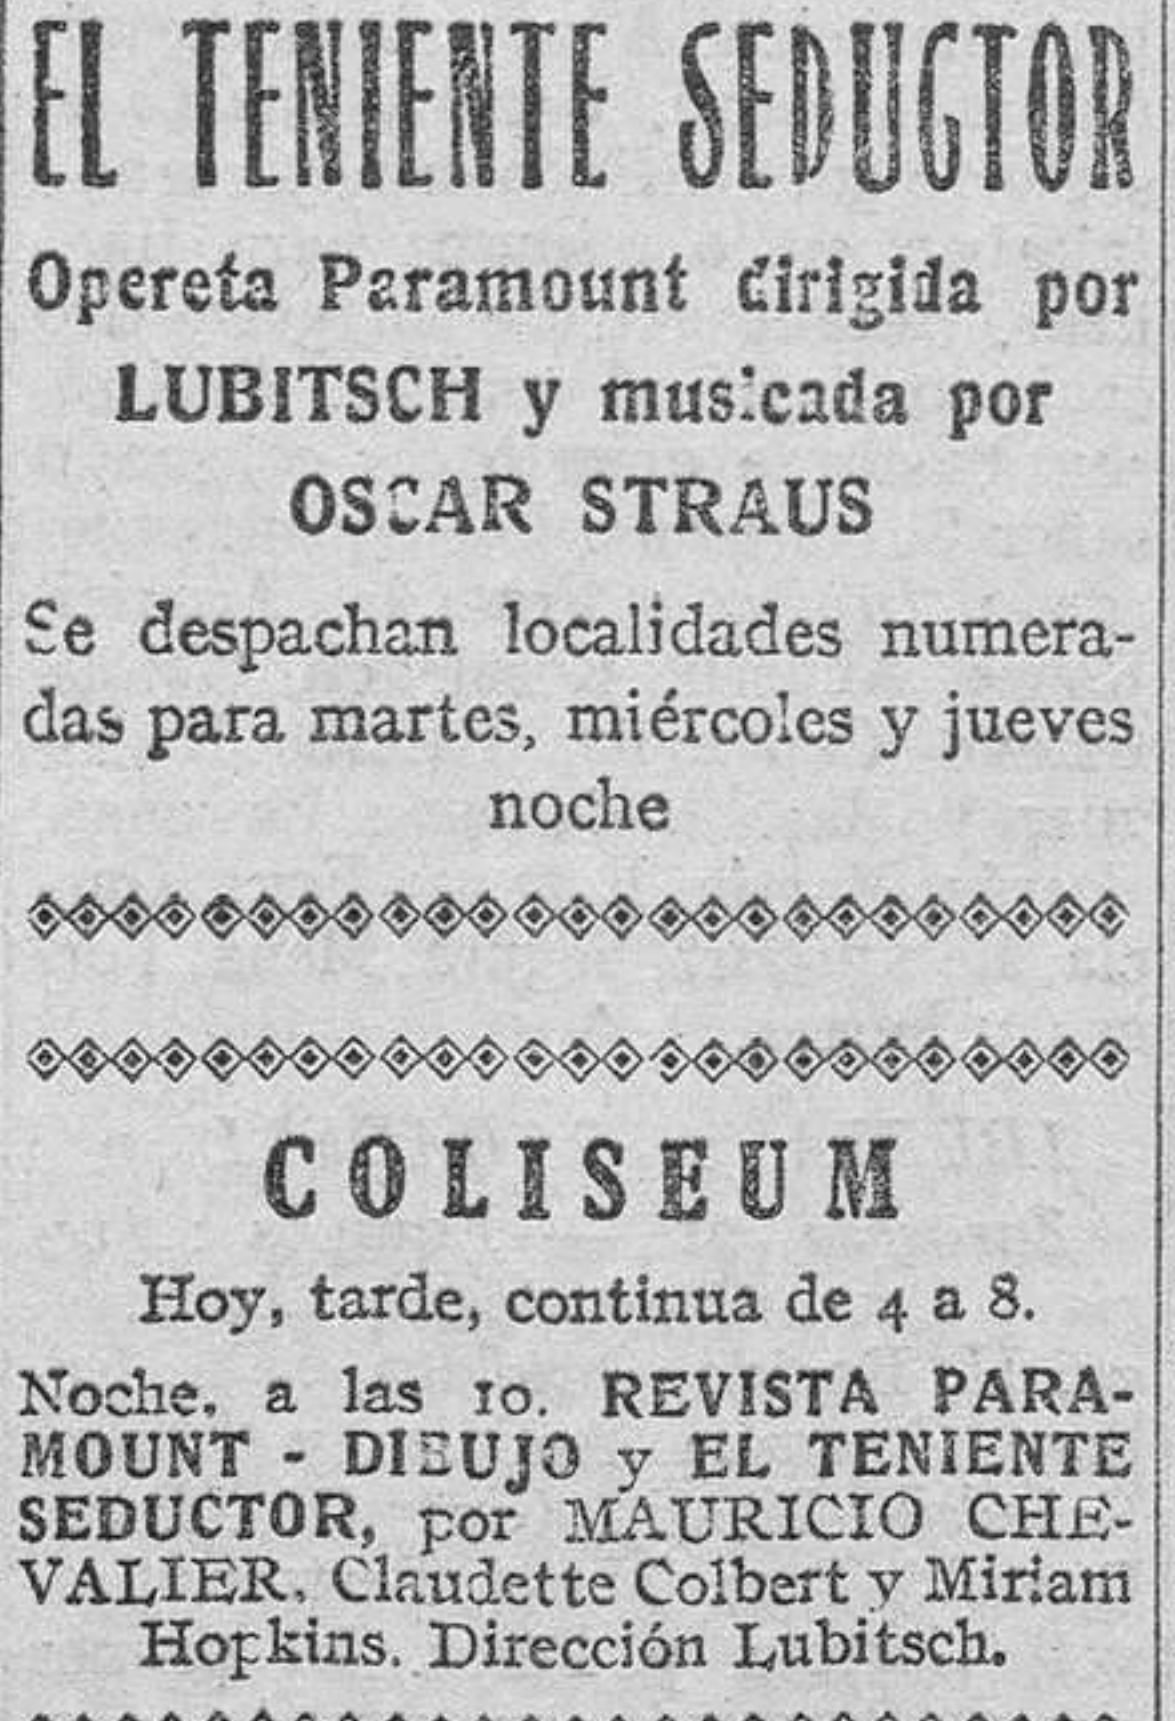 EL TENIENTE SEDUCTOR
Opereta Paramount dirigida por
LUBITSCH y musicada por
OSCAR STRAUS
Se despachan localidades numera-
das para martes, miércoles y jueves
noche
COLISEUM
Hoy, tarde, continua de 4 a 8.
Noche, a las 10. REVISTA PARA-
MOUNT - DIBUJO y EL TENIENTE
SEDUCTOR, por MAURICIO CHE-
VALIER, Claudette Colbert y Miriam
Hopkins. Dirección Lubitsch.